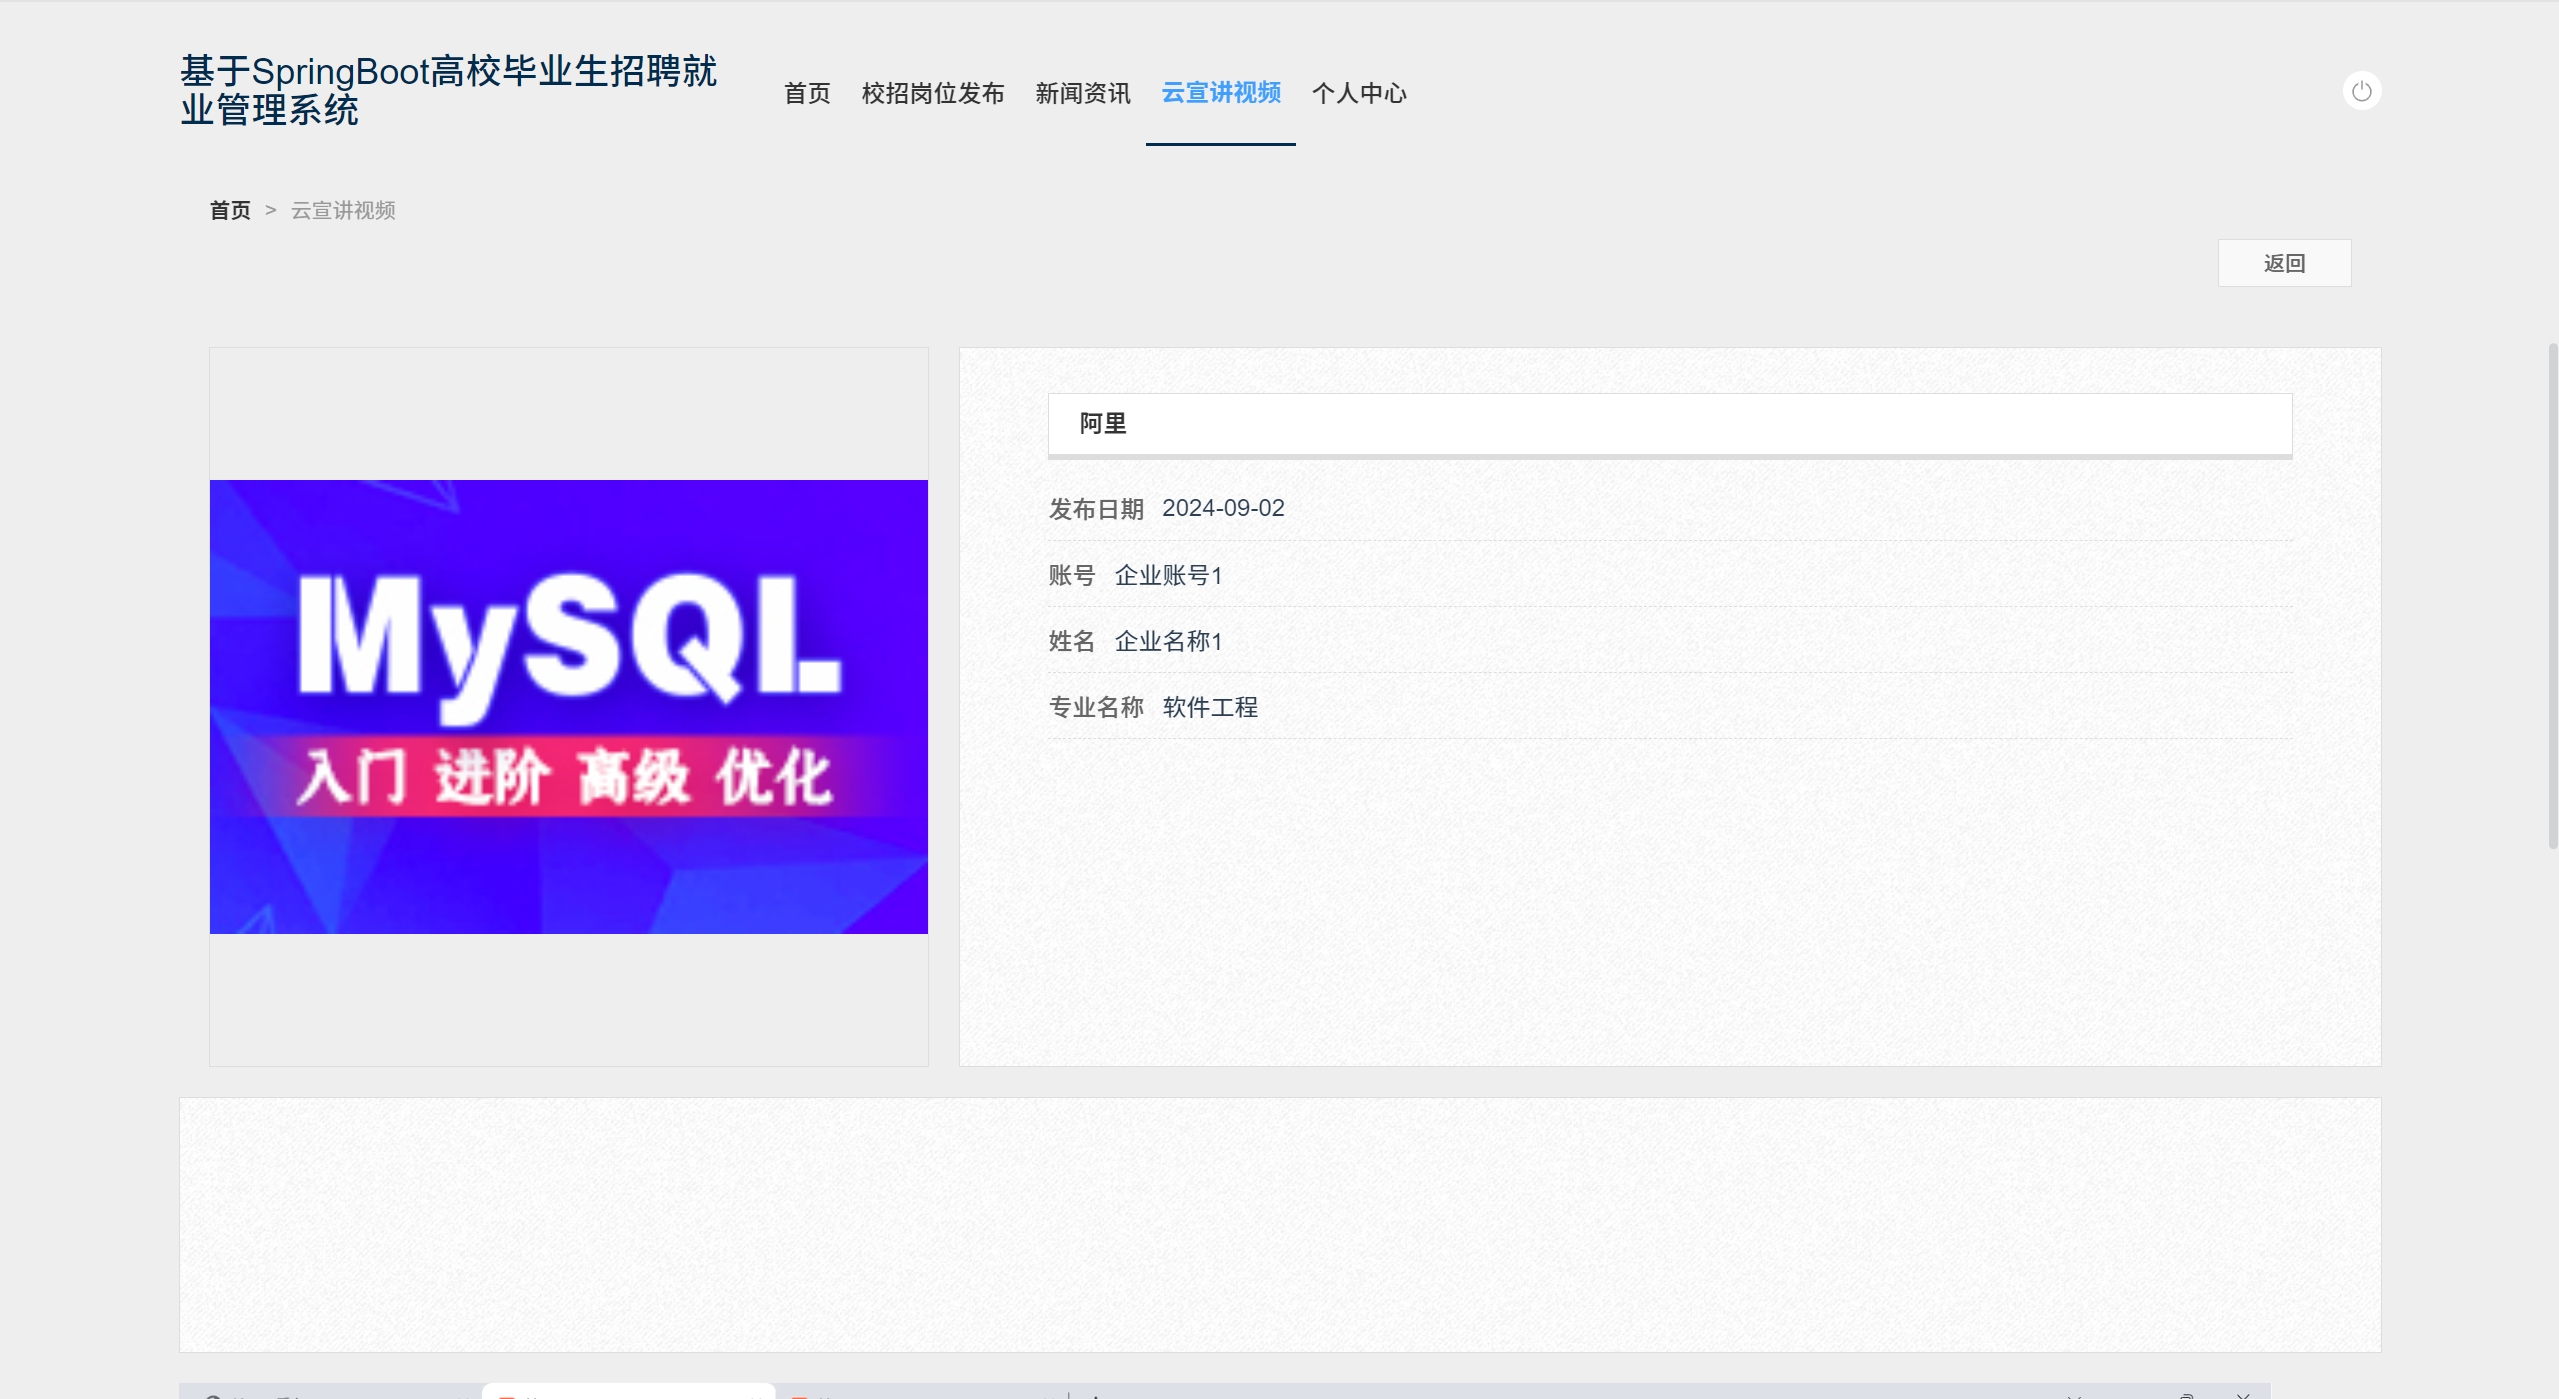 基于SpringBoot高校毕业生招聘就
业管理系统
首页 校招岗位发布 新闻资讯 云宣讲视频 个人中心
首页 > 云宣讲视频
返回
MySQL
入门 进阶 高级 优化
阿里
发布日期 2024-09-02
账号 企业账号1
姓名 企业名称1
专业名称 软件工程